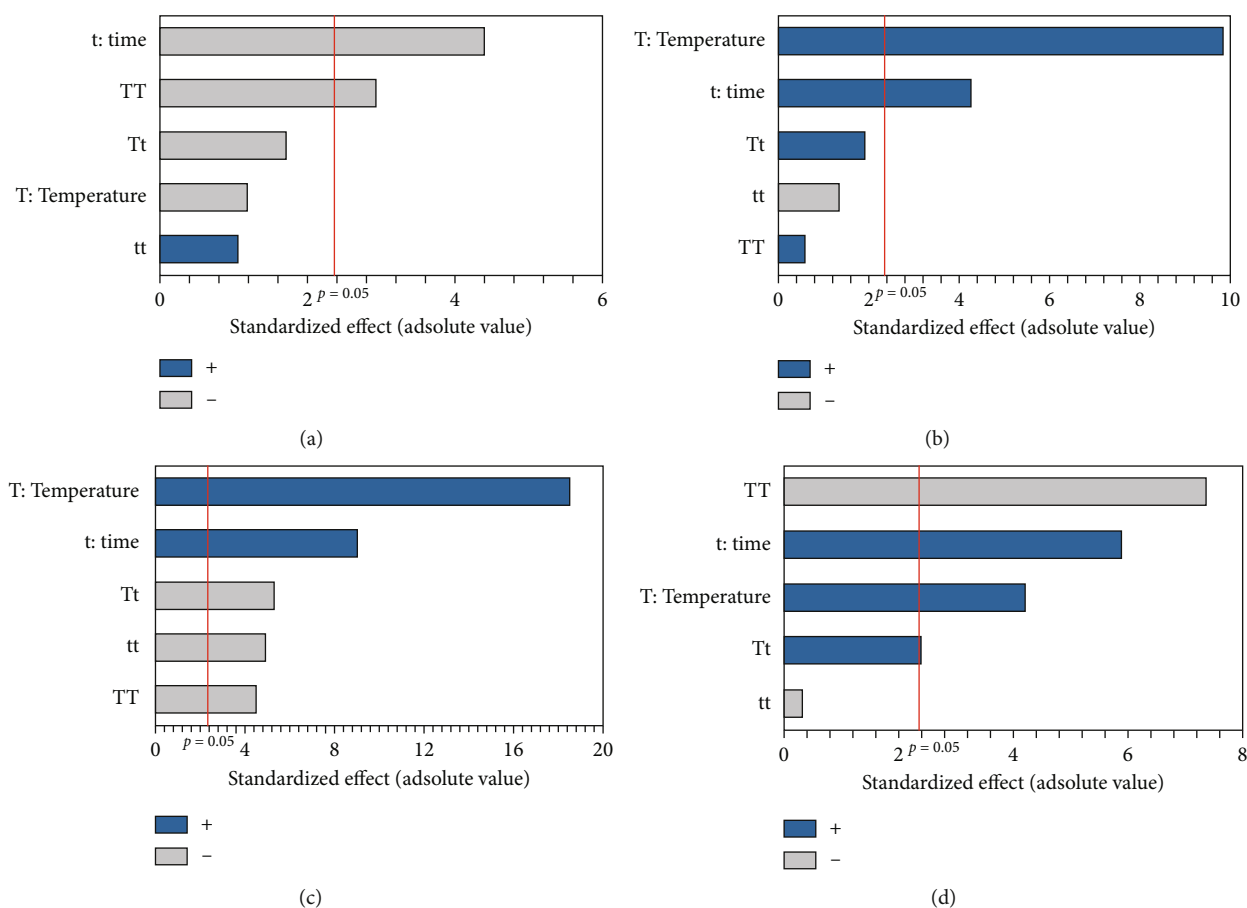 t: time
TT
Tt
T: Temperature
tt
0 2 4 6
p = 0.05
Standardized effect (adsolute value)
+
−
(a)
T: Temperature
t: time
Tt
tt
TT
0 2 4 6 8 10
p = 0.05
Standardized effect (adsolute value)
+
−
(b)
T: Temperature
t: time
Tt
tt
TT
0 4 8 12 16 20
p = 0.05
Standardized effect (adsolute value)
+
−
(c)
TT
t: time
T: Temperature
Tt
tt
0 2 4 6 8
p = 0.05
Standardized effect (adsolute value)
+
−
(d)